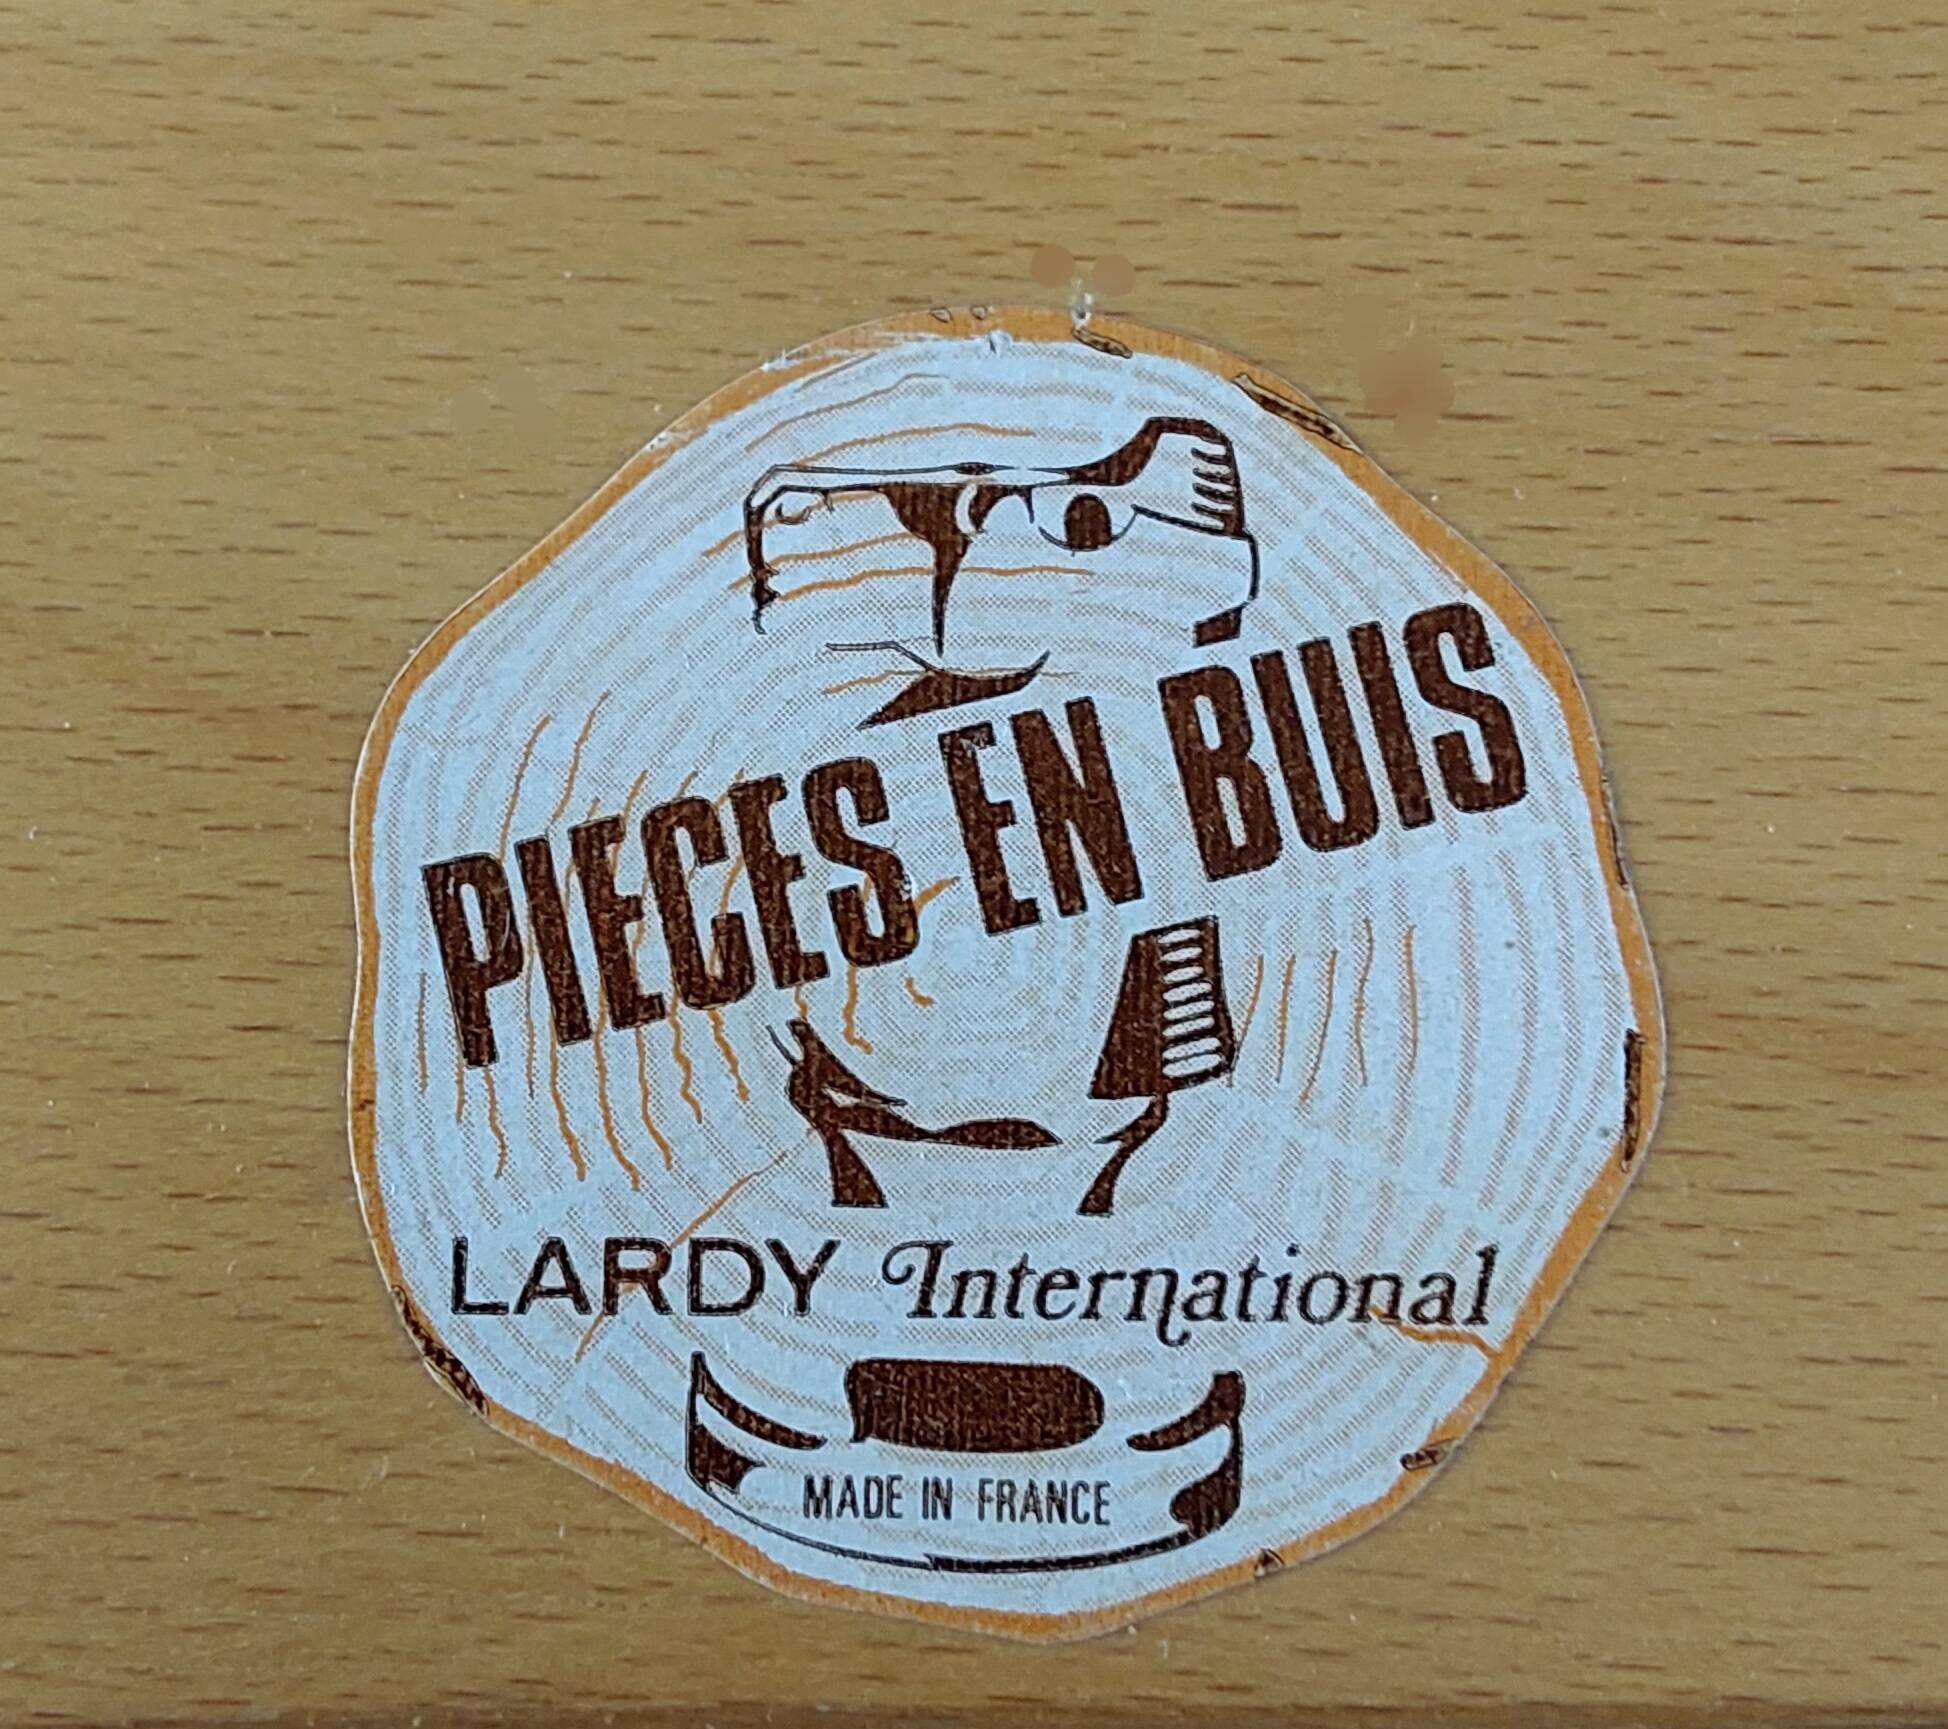 PIECES EN BUIS
LARDY International
MADE IN FRANCE